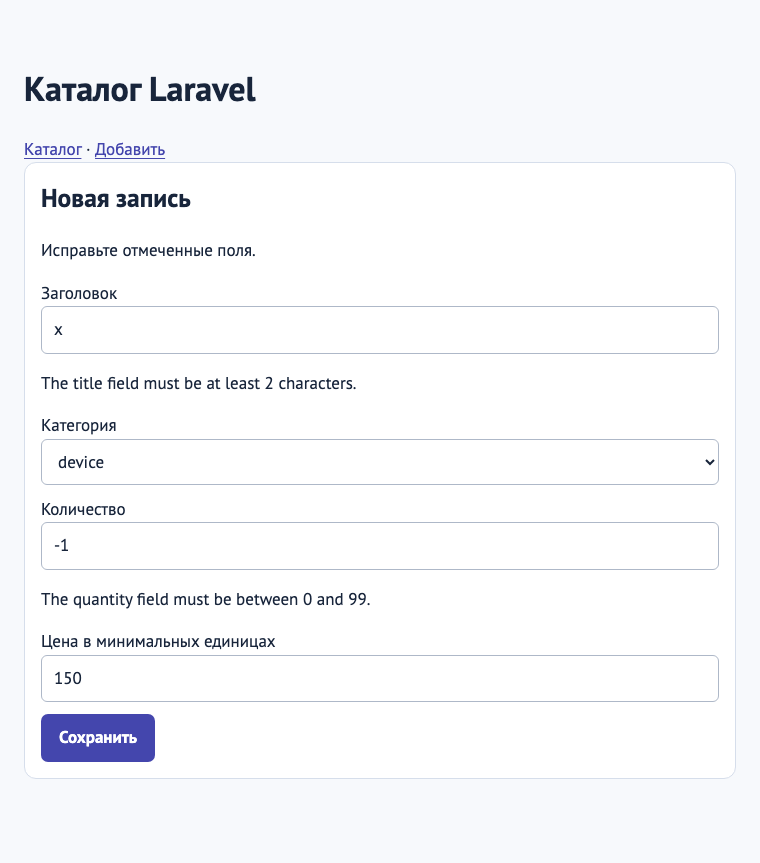 Каталог Laravel
Каталог · Добавить
Новая запись
Исправьте отмеченные поля.
Заголовок
x
The title field must be at least 2 characters.
Категория
device
Количество
-1
The quantity field must be between 0 and 99.
Цена в минимальных единицах
150
Сохранить